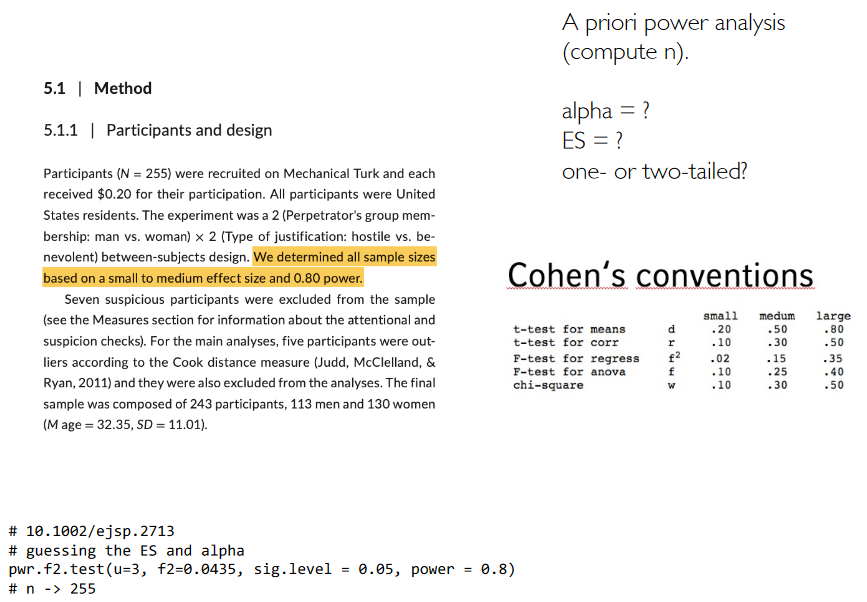 A priori power analysis
(compute n).
alpha = ?
ES = ?
one- or two-tailed?
5.1 | Method
5.1.1 | Participants and design
Participants (N = 255) were recruited on Mechanical Turk and each
received $0.20 for their participation. All participants were United
States residents. The experiment was a 2 (Perpetrator's group mem-
bership: man vs. woman) × 2 (Type of justification: hostile vs. be-
nevolent) between-subjects design. We determined all sample sizes
based on a small to medium effect size and 0.80 power.
Seven suspicious participants were excluded from the sample
(see the Measures section for information about the attentional and
suspicion checks). For the main analyses, five participants were out-
liers according to the Cook distance measure (Judd, McClelland, &
Ryan, 2011) and they were also excluded from the analyses. The final
sample was composed of 243 participants, 113 men and 130 women
(M age = 32.35, SD = 11.01).
Cohen's conventions
small medum large
t-test for means d .20 .50 .80
t-test for corr r .10 .30 .50
F-test for regress f² .02 .15 .35
F-test for anova f .10 .25 .40
chi-square w .10 .30 .50
# 10.1002/ejsp.2713
# guessing the ES and alpha
pwr.f2.test(u=3, f2=0.0435, sig.level = 0.05, power = 0.8)
# n -> 255